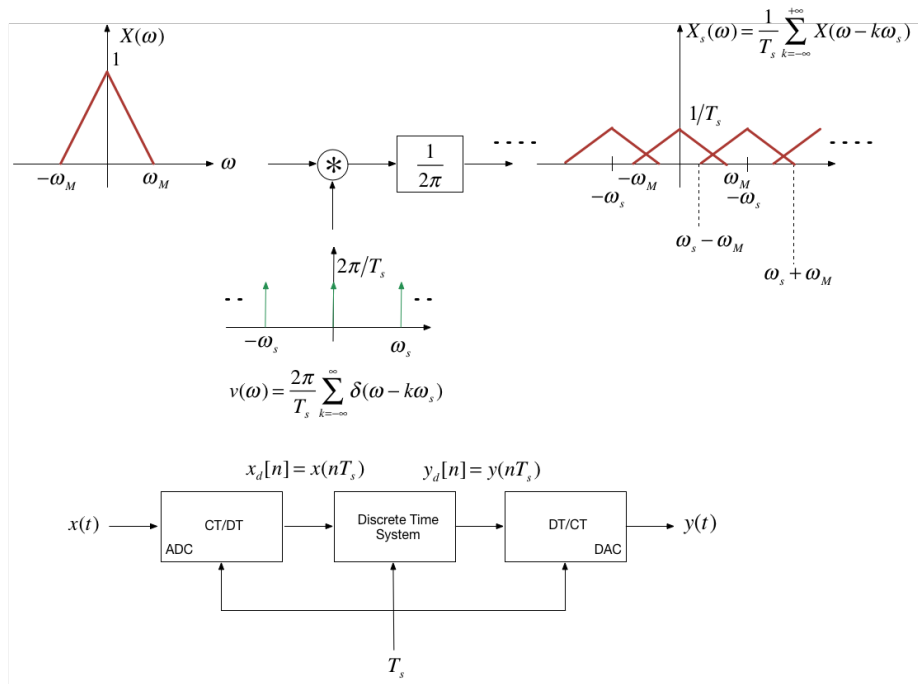 X(ω)
1
−ω_M
ω_M
ω
*
1/2π
X_s(ω) = 1/T_s ∑_{k=−∞}^{+∞} X(ω − kω_s)
1/T_s
−ω_M
ω_M
−ω_s
−ω_s
ω_s − ω_M
ω_s + ω_M
2π/T_s
−ω_s
ω_s
v(ω) = 2π/T_s ∑_{k=−∞}^{∞} δ(ω − kω_s)
x_d[n] = x(nT_s)
y_d[n] = y(nT_s)
x(t)
CT/DT
ADC
Discrete Time
System
DT/CT
DAC
y(t)
T_s